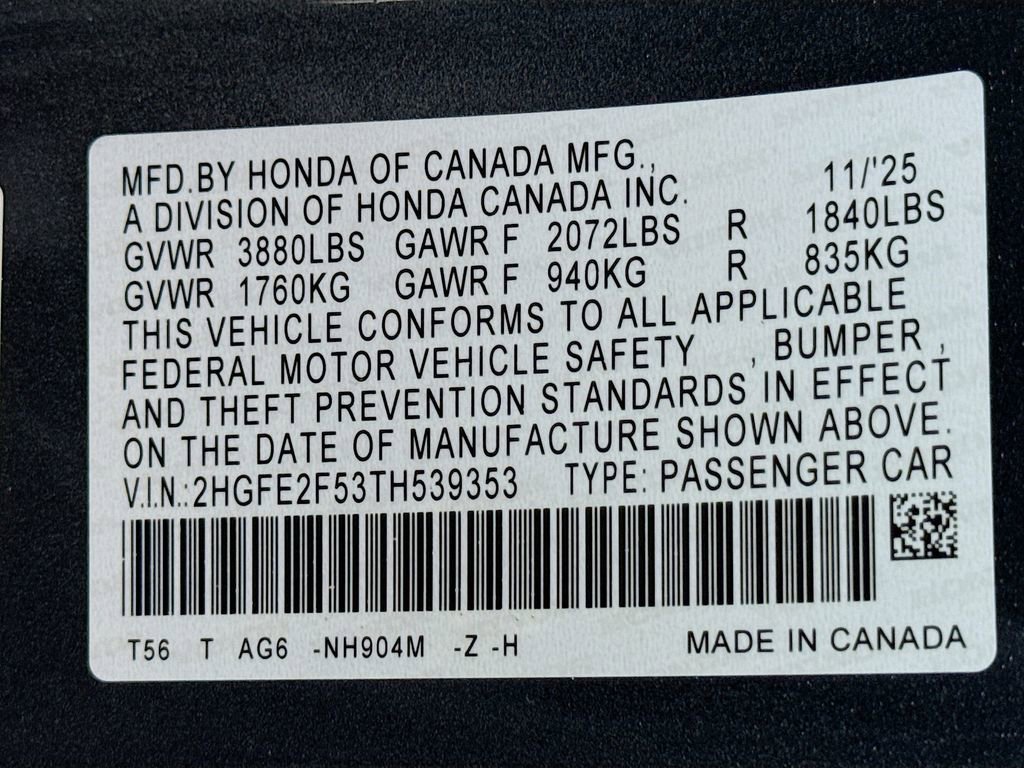 MFD.BY HONDA OF CANADA MFG.,
A DIVISION OF HONDA CANADA INC. 11/'25
GVWR 3880LBS GAWR F 2072LBS R 1840LBS
GVWR 1760KG GAWR F 940KG R 835KG
THIS VEHICLE CONFORMS TO ALL APPLICABLE
FEDERAL MOTOR VEHICLE SAFETY , BUMPER ,
AND THEFT PREVENTION STANDARDS IN EFFECT
ON THE DATE OF MANUFACTURE SHOWN ABOVE.
V.I.N.:2HGFE2F53TH539353 TYPE: PASSENGER CAR
T56 T AG6 -NH904M -Z -H MADE IN CANADA